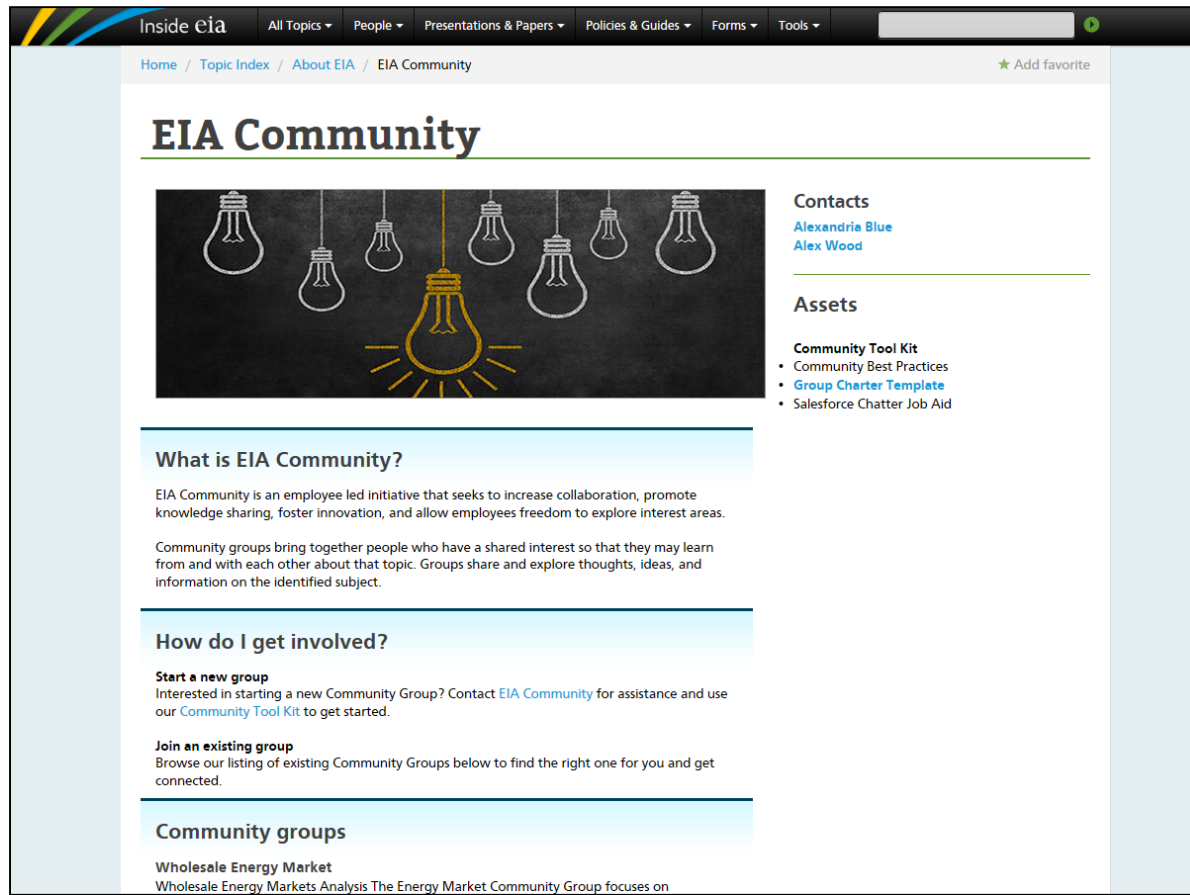 Inside eia All Topics People Presentations & Papers Policies & Guides Forms Tools
Home / Topic Index / About EIA / EIA Community
Add favorite
EIA Community
Contacts
Alexandria Blue
Alex Wood
Assets
Community Tool Kit
• Community Best Practices
• Group Charter Template
• Salesforce Chatter Job Aid
What is EIA Community?
EIA Community is an employee led initiative that seeks to increase collaboration, promote
knowledge sharing, foster innovation, and allow employees freedom to explore interest areas.
Community groups bring together people who have a shared interest so that they may learn
from and with each other about that topic. Groups share and explore thoughts, ideas, and
information on the identified subject.
How do I get involved?
Start a new group
Interested in starting a new Community Group? Contact EIA Community for assistance and use
our Community Tool Kit to get started.
Join an existing group
Browse our listing of existing Community Groups below to find the right one for you and get
connected.
Community groups
Wholesale Energy Market
Wholesale Energy Markets Analysis The Energy Market Community Group focuses on